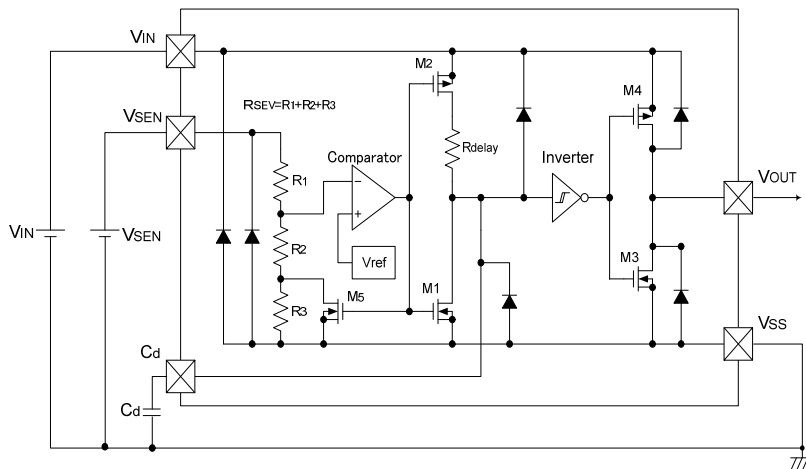 VIN
M2
VSEN
RSEV=R1+R2+R3
M4
Rdelay
Comparator
Inverter
R1
−
+
VOUT
VIN
VSEN
R2
Vref
M3
M5
M1
R3
VSS
Cd
Cd